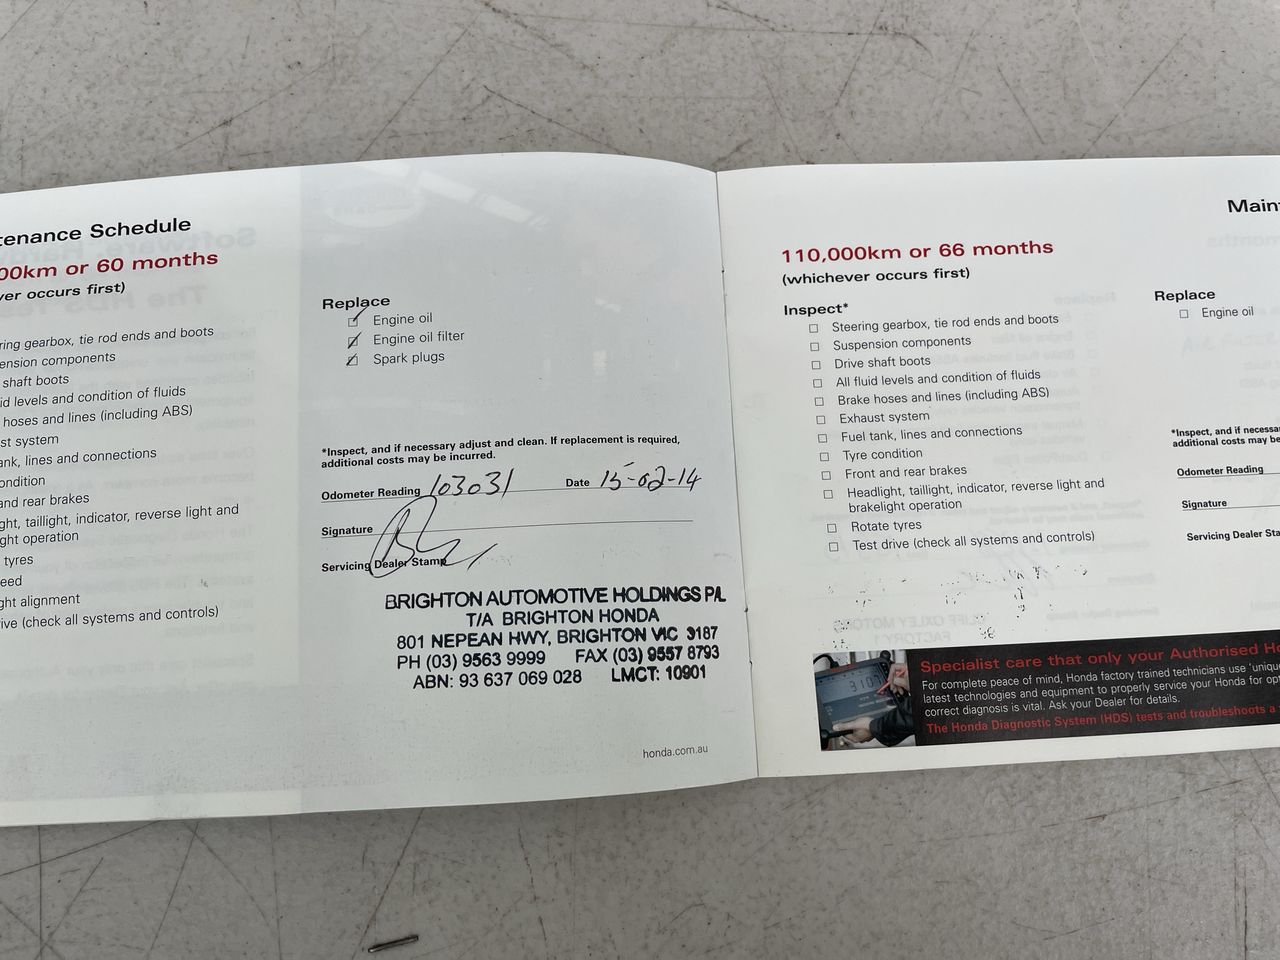 tenance Schedule
00km or 60 months
ver occurs first)
ring gearbox, tie rod ends and boots
ension components
shaft boots
id levels and condition of fluids
hoses and lines (including ABS)
st system
ank, lines and connections
ondition
and rear brakes
ght, taillight, indicator, reverse light and
ght operation
tyres
eed
ght alignment
ive (check all systems and controls)
Replace
Engine oil
Engine oil filter
Spark plugs
*Inspect, and if necessary adjust and clean. If replacement is required,
additional costs may be incurred.
Odometer Reading 103031 Date 15-02-14
Signature
Servicing Dealer Stamp
BRIGHTON AUTOMOTIVE HOLDINGS P/L
T/A BRIGHTON HONDA
801 NEPEAN HWY, BRIGHTON VIC 3187
PH (03) 9563 9999 FAX (03) 9557 8793
ABN: 93 637 069 028 LMCT: 10901
honda.com.au
Main
110,000km or 66 months
(whichever occurs first)
Inspect*
Steering gearbox, tie rod ends and boots
Suspension components
Drive shaft boots
All fluid levels and condition of fluids
Brake hoses and lines (including ABS)
Exhaust system
Fuel tank, lines and connections
Tyre condition
Front and rear brakes
Headlight, taillight, indicator, reverse light and
brakelight operation
Rotate tyres
Test drive (check all systems and controls)
Replace
Engine oil
*Inspect, and if necessa
additional costs may be
Odometer Reading
Signature
Servicing Dealer Sta
Specialist care that only your Authorised Ho
For complete peace of mind, Honda factory trained technicians use 'uniqu
latest technologies and equipment to properly service your Honda for opt
correct diagnosis is vital. Ask your Dealer for details.
The Honda Diagnostic System (HDS) tests and troubleshoots a